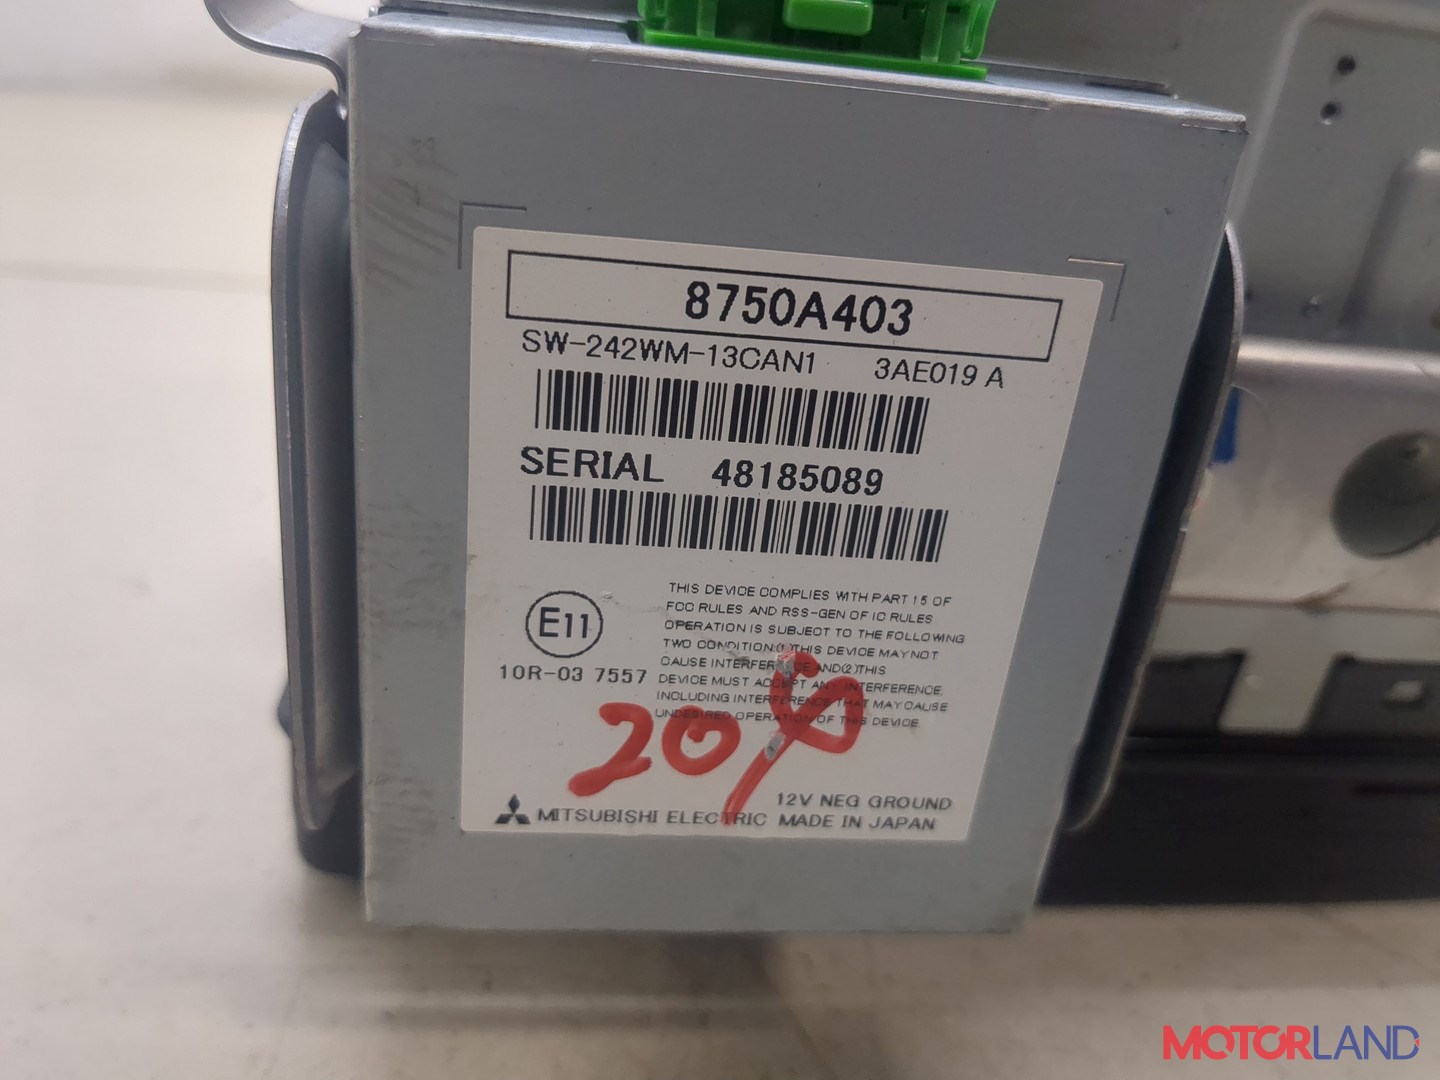 8750A403
SW-242WM-13CAN1 3AE019 A
SERIAL 48185089
E11
10R-03 7557
THIS DEVICE COMPLIES WITH PART 15 OF
FCC RULES AND RSS-GEN OF IC RULES
OPERATION IS SUBJECT TO THE FOLLOWING
TWO CONDITION:(1)THIS DEVICE MAY NOT
CAUSE INTERFERENCE AND(2)THIS
DEVICE MUST ACCEPT ANY INTERFERENCE,
INCLUDING INTERFERENCE THAT MAY CAUSE
UNDESIRED OPERATION OF THIS DEVICE.
20
12V NEG GROUND
MITSUBISHI ELECTRIC MADE IN JAPAN
MOTORLAND